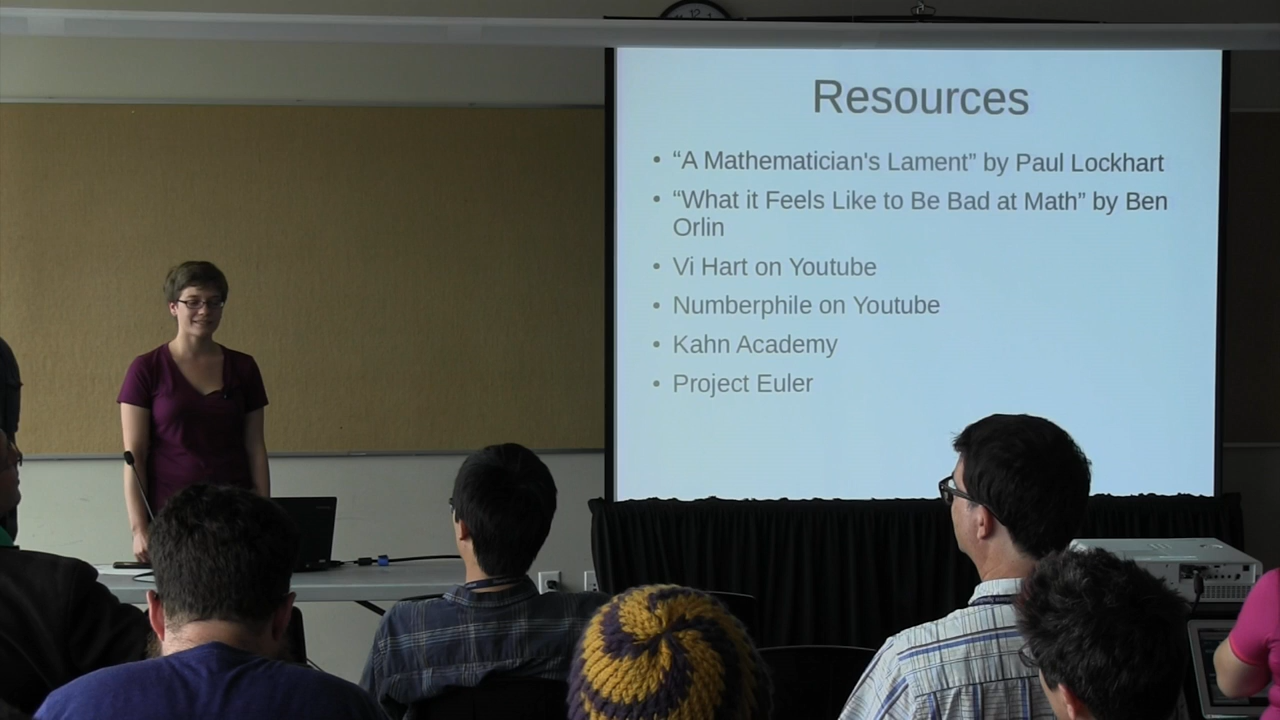 12
Resources
• “A Mathematician's Lament” by Paul Lockhart
• “What it Feels Like to Be Bad at Math” by Ben
Orlin
• Vi Hart on Youtube
• Numberphile on Youtube
• Kahn Academy
• Project Euler